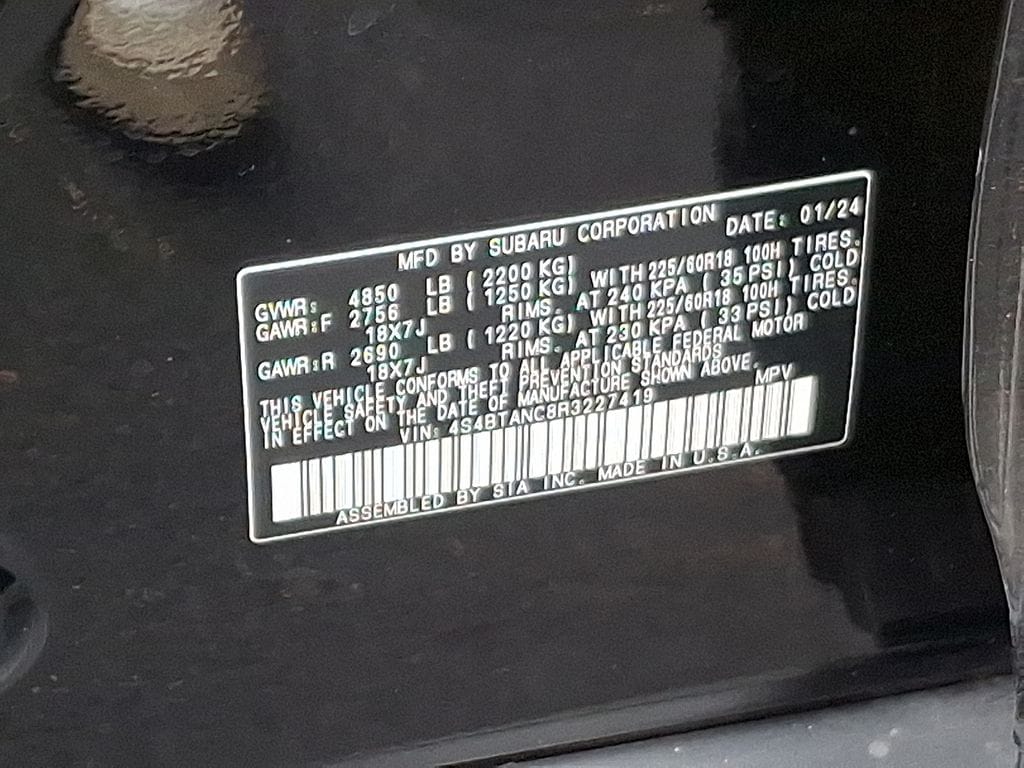 MFD BY SUBARU CORPORATION DATE: 01/24
GVWR: 4850 LB ( 2200 KG)
GAWR:F 2756 LB ( 1250 KG) WITH 225/60R18 100H TIRES.
18X7J RIMS. AT 240 KPA ( 35 PSI) COLD
GAWR:R 2690 LB ( 1220 KG) WITH 225/60R18 100H TIRES.
18X7J RIMS. AT 230 KPA ( 33 PSI) COLD
THIS VEHICLE CONFORMS TO ALL APPLICABLE FEDERAL MOTOR
VEHICLE SAFETY AND THEFT PREVENTION STANDARDS
IN EFFECT ON THE DATE OF MANUFACTURE SHOWN ABOVE.
VIN: 4S4BTANC8R3227419 MPV
ASSEMBLED BY SIA INC. MADE IN U.S.A.